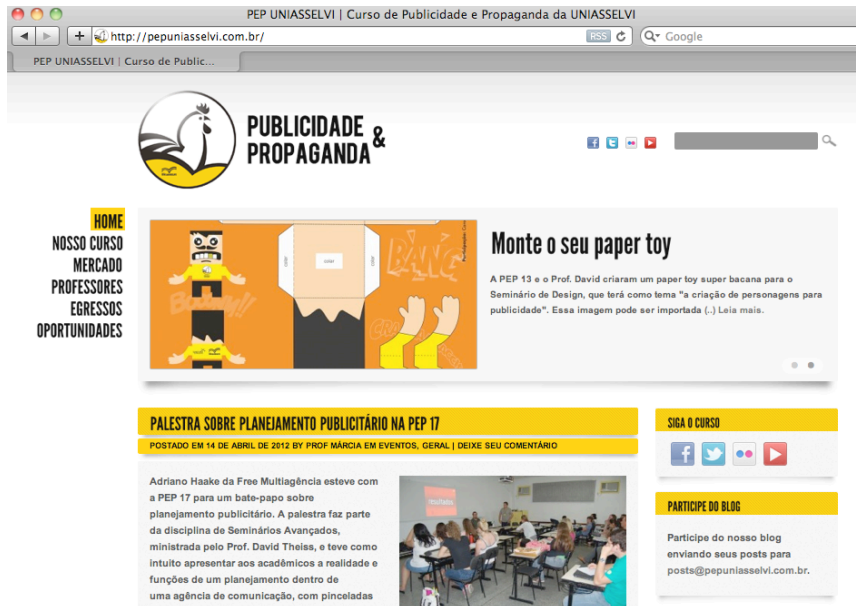 PEP UNIASSELVI | Curso de Publicidade e Propaganda da UNIASSELVI
http://pepuniasselvi.com.br/
RSS
Google
PEP UNIASSELVI | Curso de Public...
PUBLICIDADE &
PROPAGANDA
HOME
NOSSO CURSO
MERCADO
PROFESSORES
EGRESSOS
OPORTUNIDADES
BANG
BOOMM!!
Monte o seu paper toy
A PEP 13 e o Prof. David criaram um paper toy super bacana para o
Seminário de Design, que terá como tema "a criação de personagens para
publicidade". Essa imagem pode ser importada (..) Leia mais.
PALESTRA SOBRE PLANEJAMENTO PUBLICITÁRIO NA PEP 17
POSTADO EM 14 DE ABRIL DE 2012 BY PROF MÁRCIA EM EVENTOS, GERAL | DEIXE SEU COMENTÁRIO
Adriano Haake da Free Multiagência esteve com
a PEP 17 para um bate-papo sobre
planejamento publicitário. A palestra faz parte
da disciplina de Seminários Avançados,
ministrada pelo Prof. David Theiss, e teve como
intuito apresentar aos acadêmicos a realidade e
funções de um planejamento dentro de
uma agência de comunicação, com pinceladas
resultados
SIGA O CURSO
PARTICIPE DO BLOG
Participe do nosso blog
enviando seus posts para
posts@pepuniasselvi.com.br.